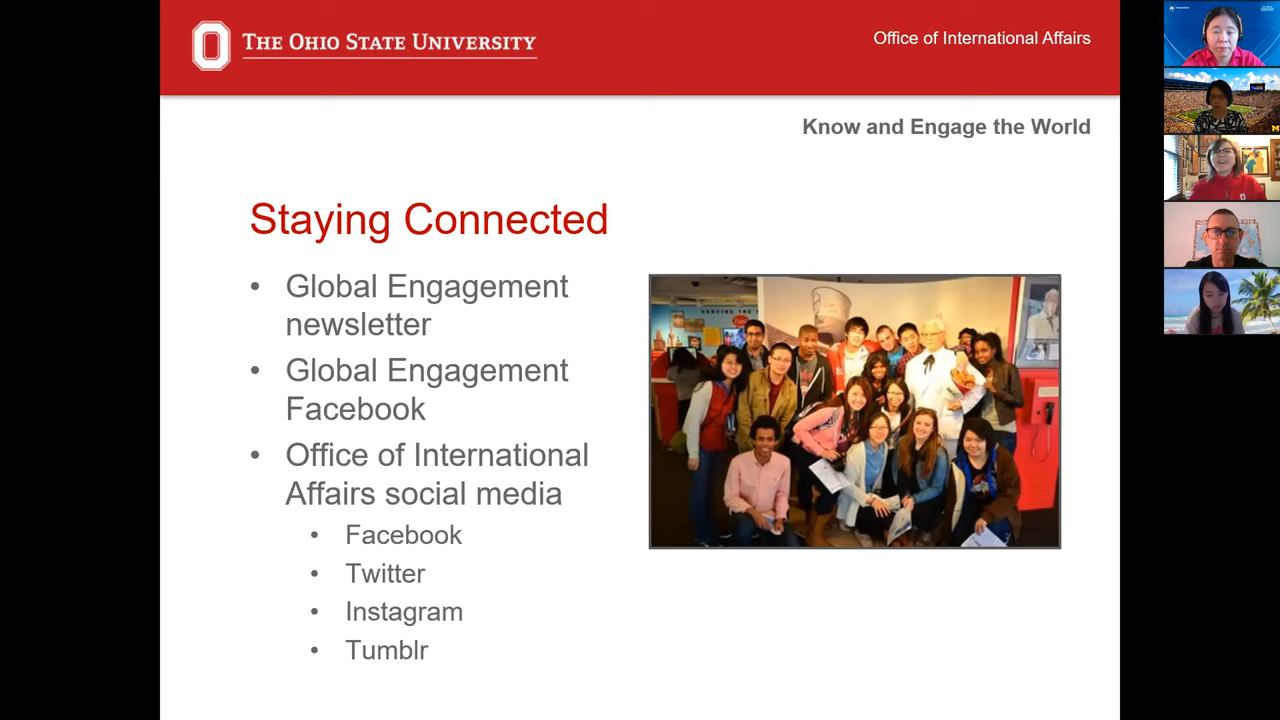 THE OHIO STATE UNIVERSITY
Office of International Affairs
Know and Engage the World
Staying Connected
• Global Engagement
newsletter
• Global Engagement
Facebook
• Office of International
Affairs social media
• Facebook
• Twitter
• Instagram
• Tumblr